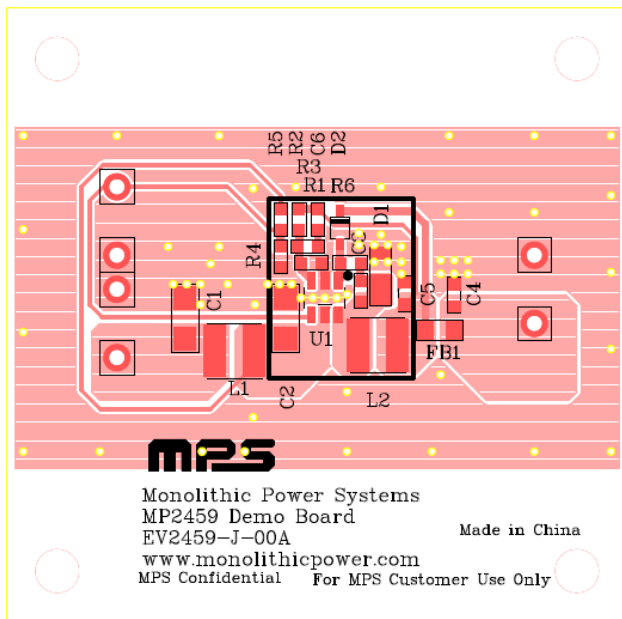 R5 R2 C6 D2
R3
R1 R6
D1
R4
C3
C1
C5
C4
U1
FB1
L1
C2
L2
MPS
Monolithic Power Systems
MP2459 Demo Board
EV2459-J-00A
Made in China
www.monolithicpower.com
MPS Confidential
For MPS Customer Use Only